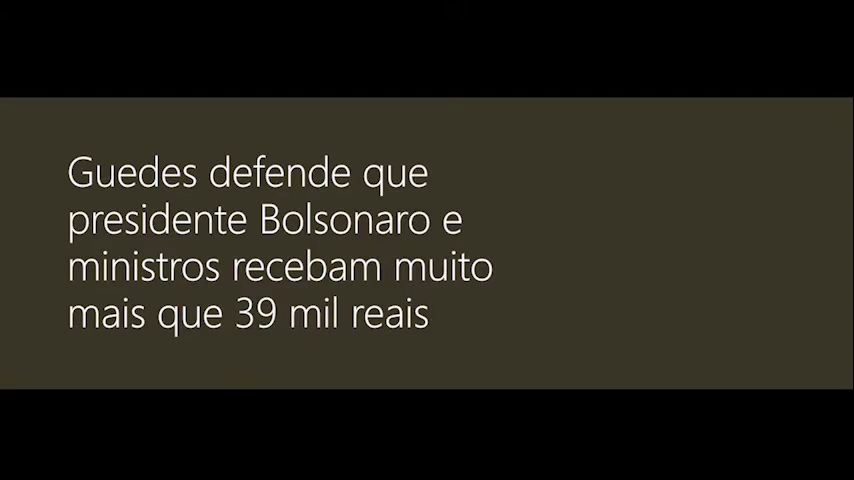 Guedes defende que
presidente Bolsonaro e
ministros recebam muito
mais que 39 mil reais